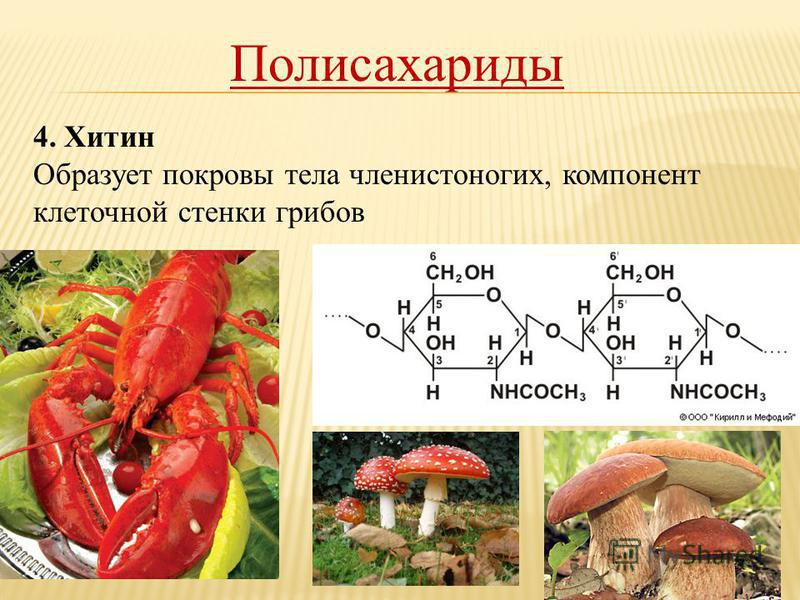 Полисахариды
4. Хитин
Образует покровы тела членистоногих, компонент
клеточной стенки грибов
6 6'
CH₂OH CH₂OH
5 O 5' O
H H H H
.... O 4 OH H 1 O 4' OH H 1' O ....
3 2 H 3' 2' H
H NHCOCH₃ H NHCOCH₃
© ООО "Кирилл и Мефодий"
MyShared